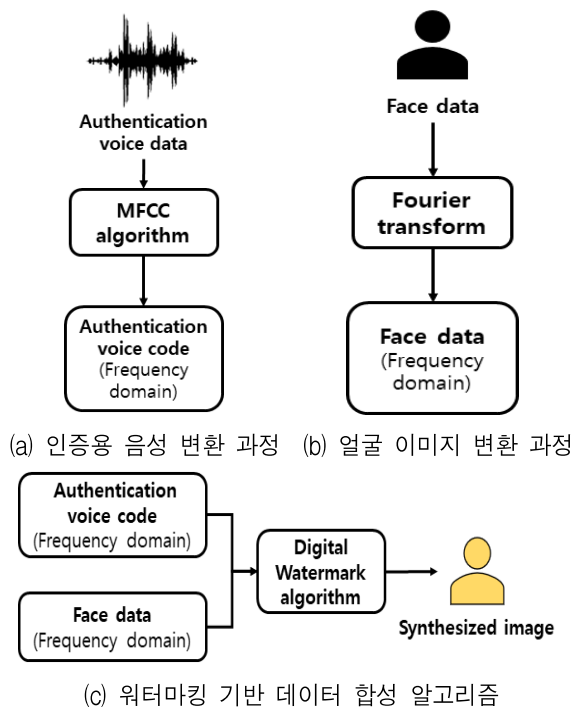 Authentication
voice data
MFCC
algorithm
Authentication
voice code
(Frequency
domain)
(a) 인증용 음성 변환 과정
Face data
Fourier
transform
Face data
(Frequency
domain)
(b) 얼굴 이미지 변환 과정
Authentication
voice code
(Frequency domain)
Face data
(Frequency domain)
Digital
Watermark
algorithm
Synthesized image
(c) 워터마킹 기반 데이터 합성 알고리즘